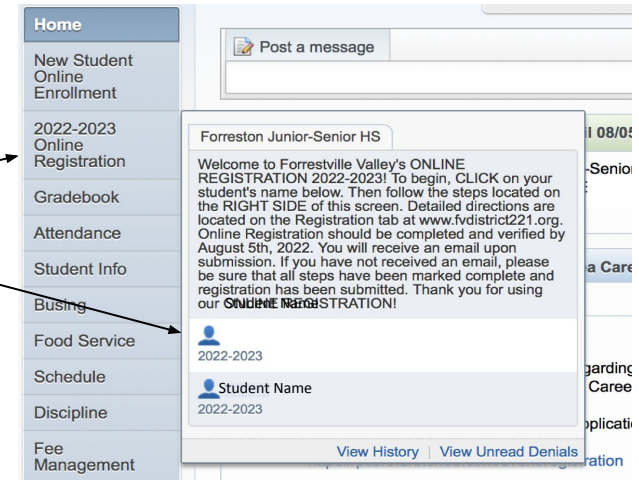 Home
New Student
Online
Enrollment
2022-2023
Online
Registration
Gradebook
Attendance
Student Info
Busing
Food Service
Schedule
Discipline
Fee
Management
Post a message
Forreston Junior-Senior HS
Welcome to Forrestville Valley's ONLINE
REGISTRATION 2022-2023! To begin, CLICK on your
student's name below. Then follow the steps located on
the RIGHT SIDE of this screen. Detailed directions are
located on the Registration tab at www.fvdistrict221.org.
Online Registration should be completed and verified by
August 5th, 2022. You will receive an email upon
submission. If you have not received an email, please
be sure that all steps have been marked complete and
registration has been submitted. Thank you for using
our ONLINE REGISTRATION!
Student Name
2022-2023
Student Name
2022-2023
View History | View Unread Denials
08/05
-Senior
a Care
garding
Caree
plicati
ration